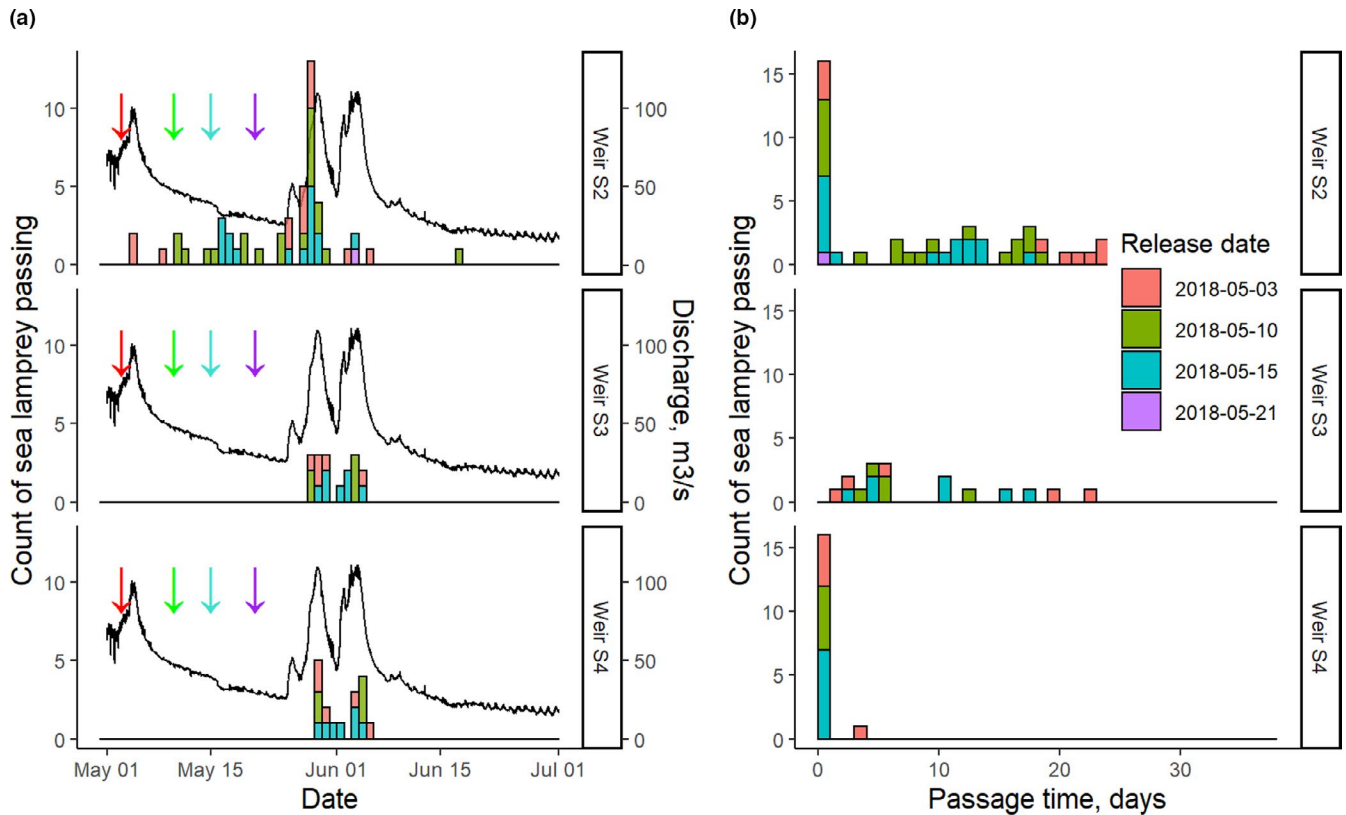 (a)
Count of sea lamprey passing
10
5
0
100
50
0
Weir S2
10
5
0
100
50
0
Weir S3
10
5
0
100
50
0
Weir S4
Discharge, m3/s
May 01
May 15
Jun 01
Jun 15
Jul 01
Date
(b)
Count of sea lamprey passing
15
10
5
0
Weir S2
15
10
5
0
Weir S3
15
10
5
0
Weir S4
Release date
2018-05-03
2018-05-10
2018-05-15
2018-05-21
0
10
20
30
Passage time, days